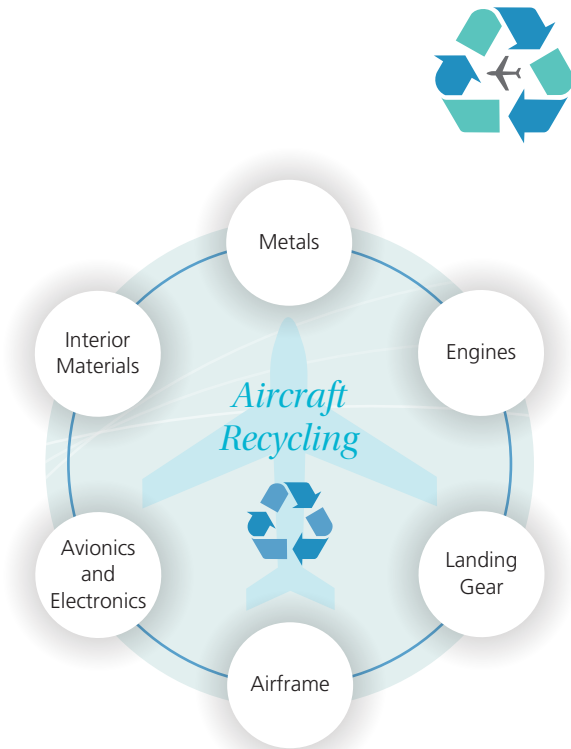 Metals
Interior
Materials
Engines
Aircraft
Recycling
Avionics
and
Electronics
Landing
Gear
Airframe